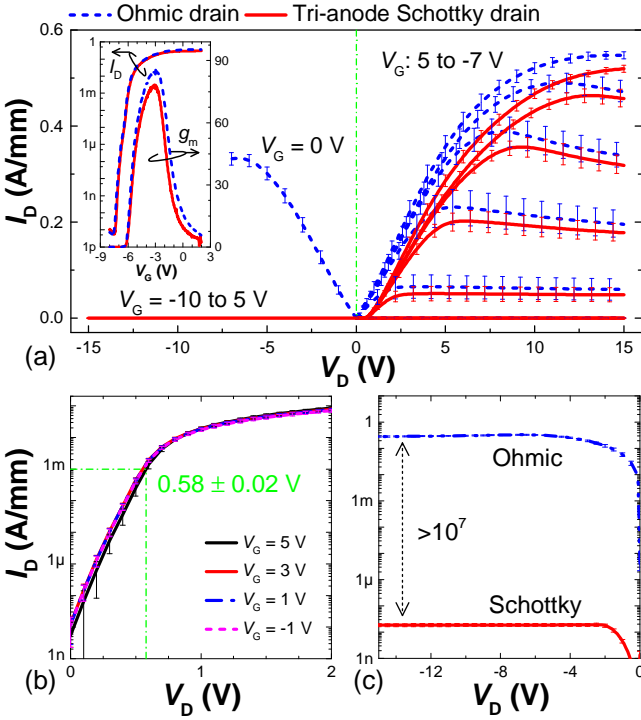 Ohmic drain Tri-anode Schottky drain
0.6
0.4
0.2
0.0
I_D (A/mm)
1
1m
1µ
1n
1p
90
60
30
0
-9 -6 -3 0 3
V_G (V)
I_D
g_m
V_G = 0 V
V_G: 5 to -7 V
V_G = -10 to 5 V
-15 -10 -5 0 5 10 15
(a)
V_D (V)
1m
1µ
1n
I_D (A/mm)
0.58 ± 0.02 V
V_G = 5 V
V_G = 3 V
V_G = 1 V
V_G = -1 V
0 1 2
(b)
V_D (V)
1
1m
1µ
1n
Ohmic
>10⁷
Schottky
-12 -8 -4 0
(c)
V_D (V)